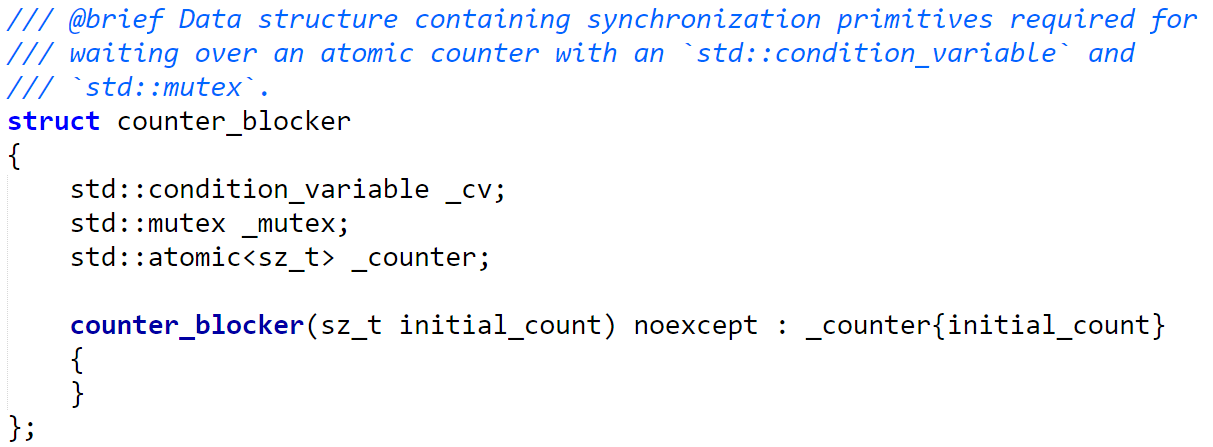 /// @brief Data structure containing synchronization primitives required for
/// waiting over an atomic counter with an `std::condition_variable` and
/// `std::mutex`.
struct counter_blocker
{
    std::condition_variable _cv;
    std::mutex _mutex;
    std::atomic<sz_t> _counter;

    counter_blocker(sz_t initial_count) noexcept : _counter{initial_count}
    {
    }
};